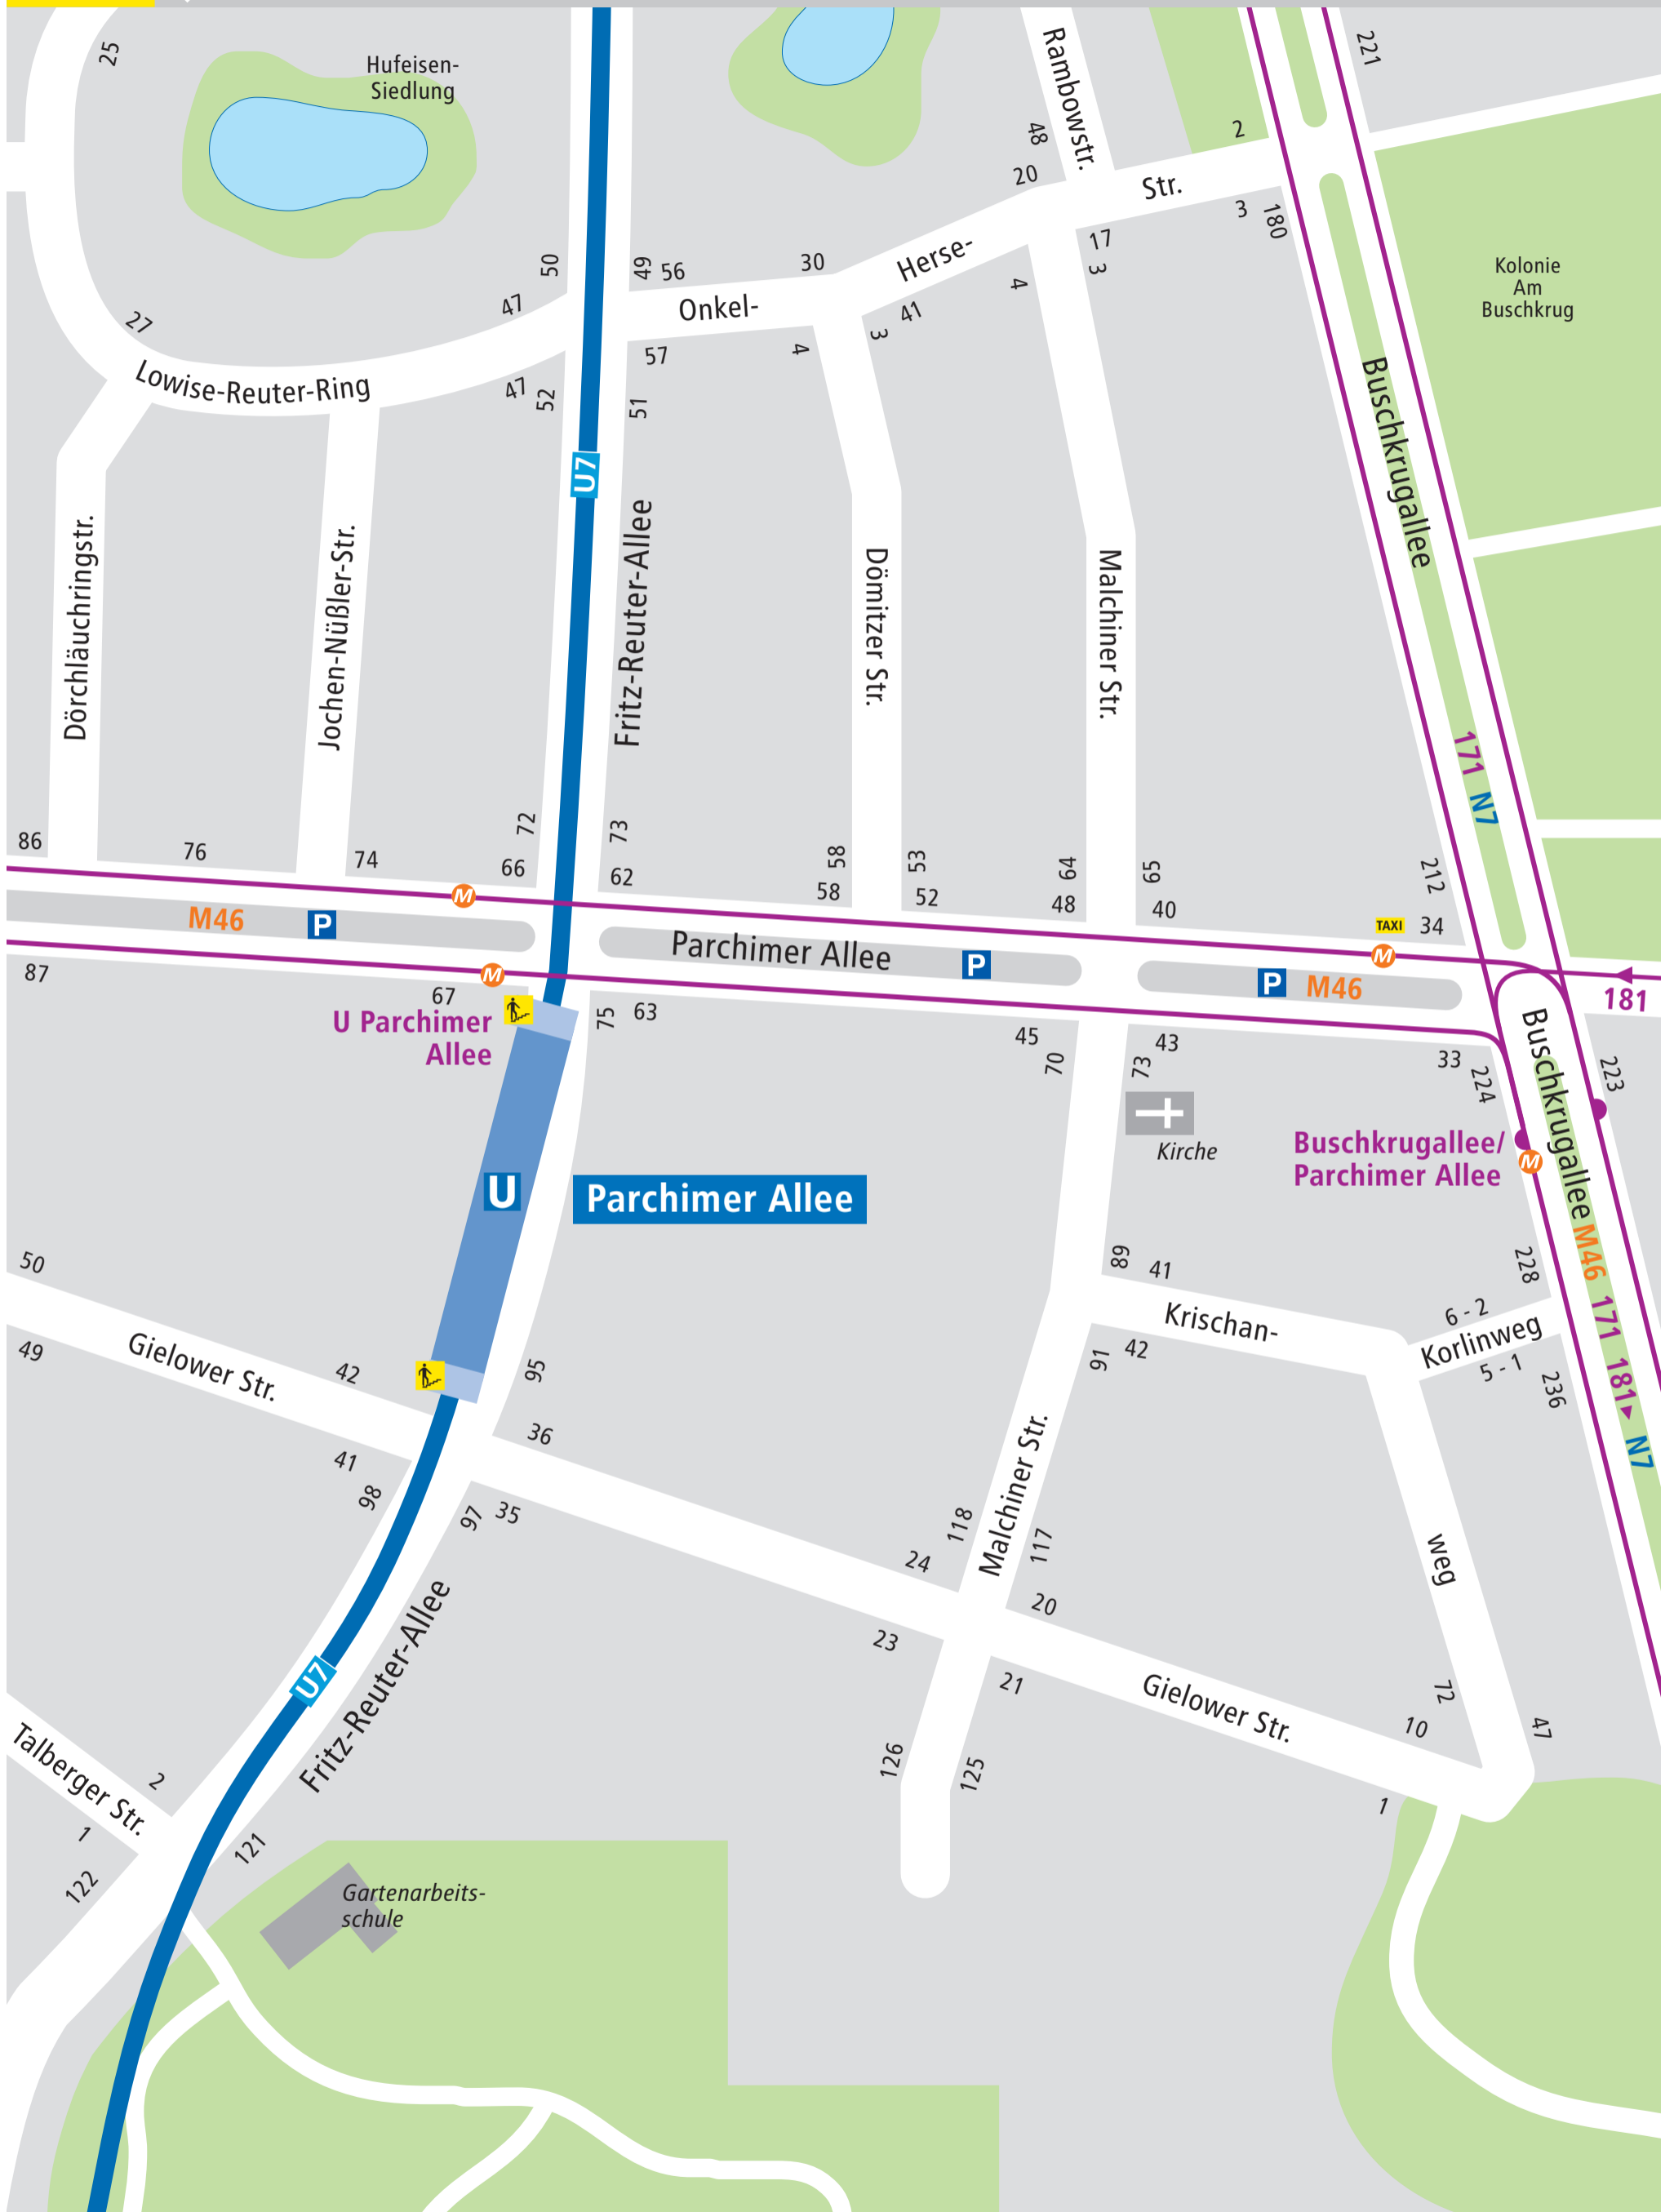 25
Hufeisen-
Siedlung
Rambowstr.
48
20
2
221
Str.
3
180
17
3
4
Herse-
30
41
50
49
56
Onkel-
57
4
3
47
27
Lowise-Reuter-Ring
47
52
51
Kolonie
Am
Buschkrug
Buschkrugallee
U7
Dörchläuchringstr.
Jochen-Nüßler-Str.
Fritz-Reuter-Allee
Dömitzer Str.
Malchiner Str.
171 N7
86
76
74
72
66
73
62
58
58
53
52
64
48
59
40
212
TAXI
34
M
M46
P
Parchimer Allee
P
M
P
M46
181
87
M
67
U Parchimer
Allee
75
63
45
70
73
43
33
224
223
Kirche
Buschkrugallee/
Parchimer Allee
M
Buschkrugallee
M46 171 181 N7
U
Parchimer Allee
50
49
Gielower Str.
42
41
95
36
98
97
35
89
41
Krischan-
42
91
6 - 2
Korlinweg
5 - 1
228
236
Malchiner Str.
118
117
24
20
23
21
weg
72
47
10
1
Gielower Str.
126
125
U7
Fritz-Reuter-Allee
Talberger Str.
2
1
122
121
Gartenarbeits-
schule